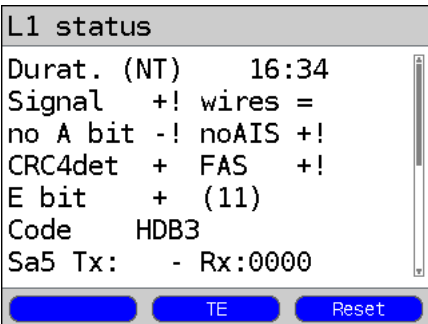 L1 status
Durat. (NT) 16:34
Signal +! wires =
no A bit -! noAIS +!
CRC4det + FAS +!
E bit + (11)
Code HDB3
Sa5 Tx: - Rx:0000
TE Reset